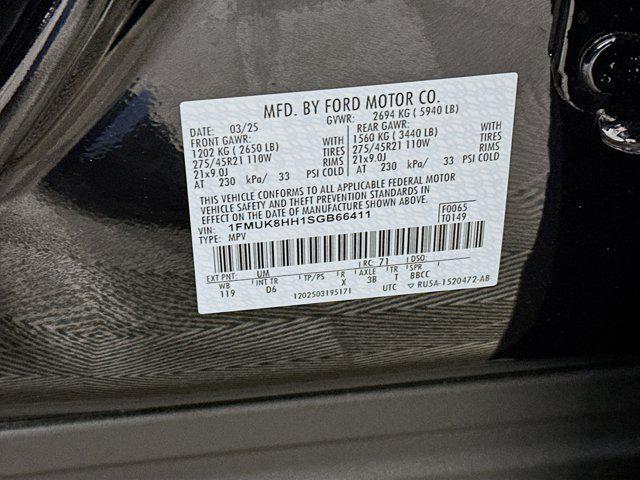 MFD. BY FORD MOTOR CO.
DATE: 03/25 GVWR: 2694 KG ( 5940 LB)
FRONT GAWR: REAR GAWR:
1202 KG ( 2650 LB) WITH 1560 KG ( 3440 LB) WITH
275/45R21 110W TIRES 275/45R21 110W TIRES
21x9.0J RIMS 21x9.0J RIMS
AT 230 kPa/ 33 PSI COLD AT 230 kPa/ 33 PSI COLD
THIS VEHICLE CONFORMS TO ALL APPLICABLE FEDERAL MOTOR
VEHICLE SAFETY AND THEFT PREVENTION STANDARDS IN
EFFECT ON THE DATE OF MANUFACTURE SHOWN ABOVE.
VIN: 1FMUK8HH1SGB66411 F0065
TYPE: MPV T0149
EXT PNT: UM RC: 71 DSO:
WB INT TR TP/PS R AXLE TR SPR
119 D6 X 3B T BBCC
1202503195171 UTC ▽ RU5A-1520472-AB